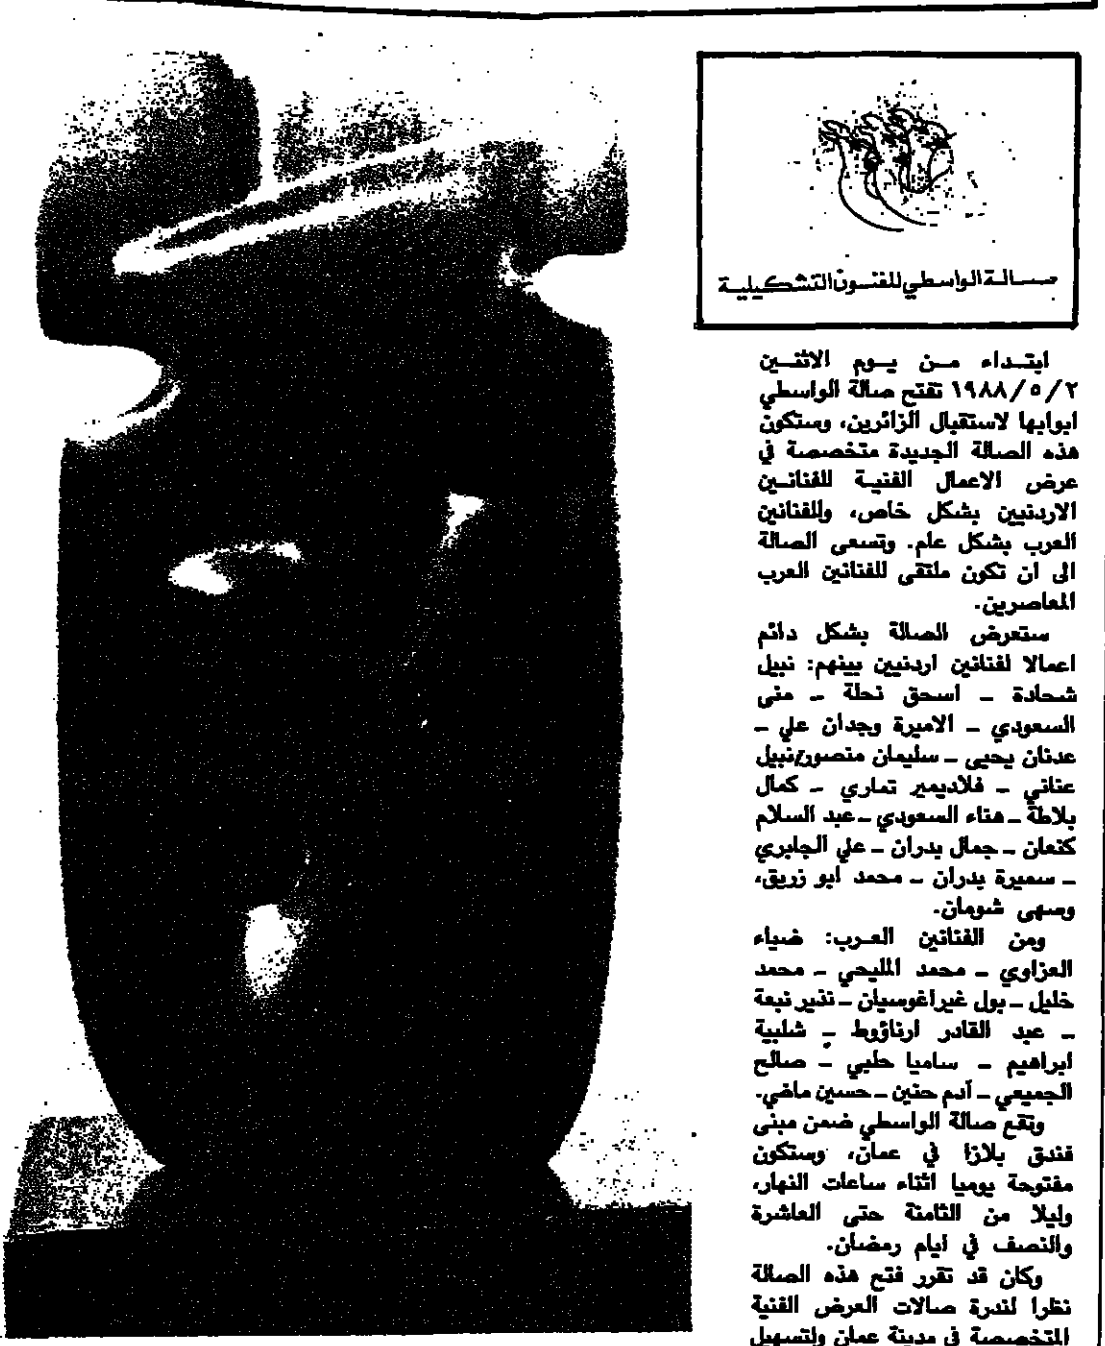 صالة الواسطي للفنون التشكيلية
ابتداء من يوم الاثنين
١٩٨٨/٥/٢ تفتح صالة الواسطي
ابوابها لاستقبال الزائرين، وستكون
هذه الصالة الجديدة متخصصة في
عرض الاعمال الفنية للفنانين
الاردنيين بشكل خاص، وللفنانين
العرب بشكل عام. وتسعى الصالة
الى ان تكون ملتقى للفنانين العرب
المعاصرين.
ستعرض الصالة بشكل دائم
اعمالا لفنانين اردنيين بينهم: نبيل
شحادة ـ اسحق نحلة ـ منى
السعودي ـ الاميرة وجدان علي ـ
عدنان يحيى ـ سليمان منصور، نبيل
عناني ـ فلاديمير تماري ـ كمال
بلاطة ـ هناء السعودي ـ عبد السلام
كنعان ـ جمال بدران ـ علي الجابري
ـ سميرة بدران ـ محمد ابو زريق،
وسهى شومان.
ومن الفنانين العرب: ضياء
العزاوي ـ محمد المليحي ـ محمد
خليل ـ بول غيراغوسيان ـ نذير نبعة
ـ عبد القادر ارناؤوط ـ شلبية
ابراهيم ـ ساميا حلبي ـ صالح
الجميعي ـ آدم حنين ـ حسين ماضي.
وتقع صالة الواسطي ضمن مبنى
فندق بلازا في عمان، وستكون
مفتوحة يوميا اثناء ساعات النهار،
وليلا من الثامنة حتى العاشرة
والنصف في ايام رمضان.
وكان قد تقرر فتح هذه الصالة
نظرا لندرة صالات العرض الفنية
المتخصصة في مدينة عمان ولتسهيل